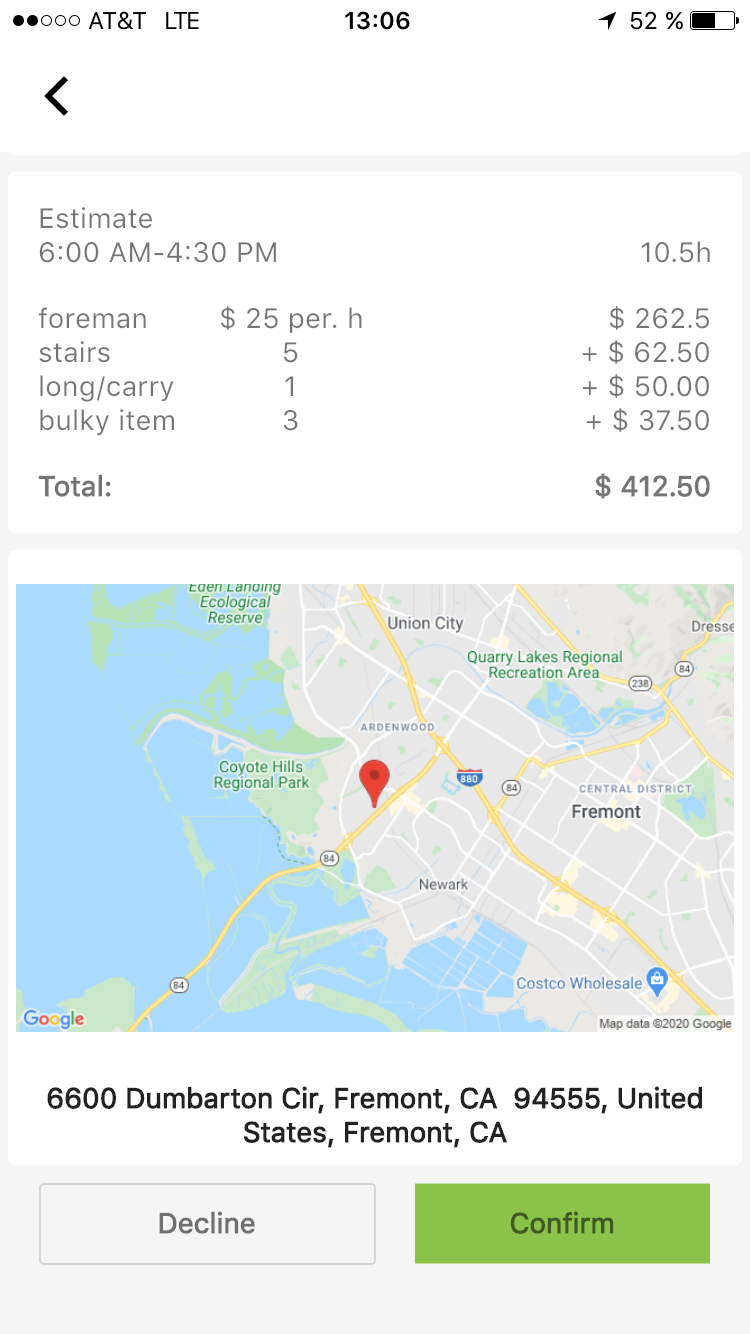 AT&T LTE 13:06 52 %
Estimate
6:00 AM-4:30 PM 10.5h
foreman $ 25 per. h $ 262.5
stairs 5 + $ 62.50
long/carry 1 + $ 50.00
bulky item 3 + $ 37.50
Total: $ 412.50
Eden Landing
Ecological
Reserve
Union City
Dresse
Quarry Lakes Regional
Recreation Area
84
238
ARDENWOOD
Coyote Hills
Regional Park
880
84
CENTRAL DISTRICT
Fremont
84
Newark
84
Costco Wholesale
Google
Map data ©2020 Google
6600 Dumbarton Cir, Fremont, CA 94555, United
States, Fremont, CA
Decline Confirm